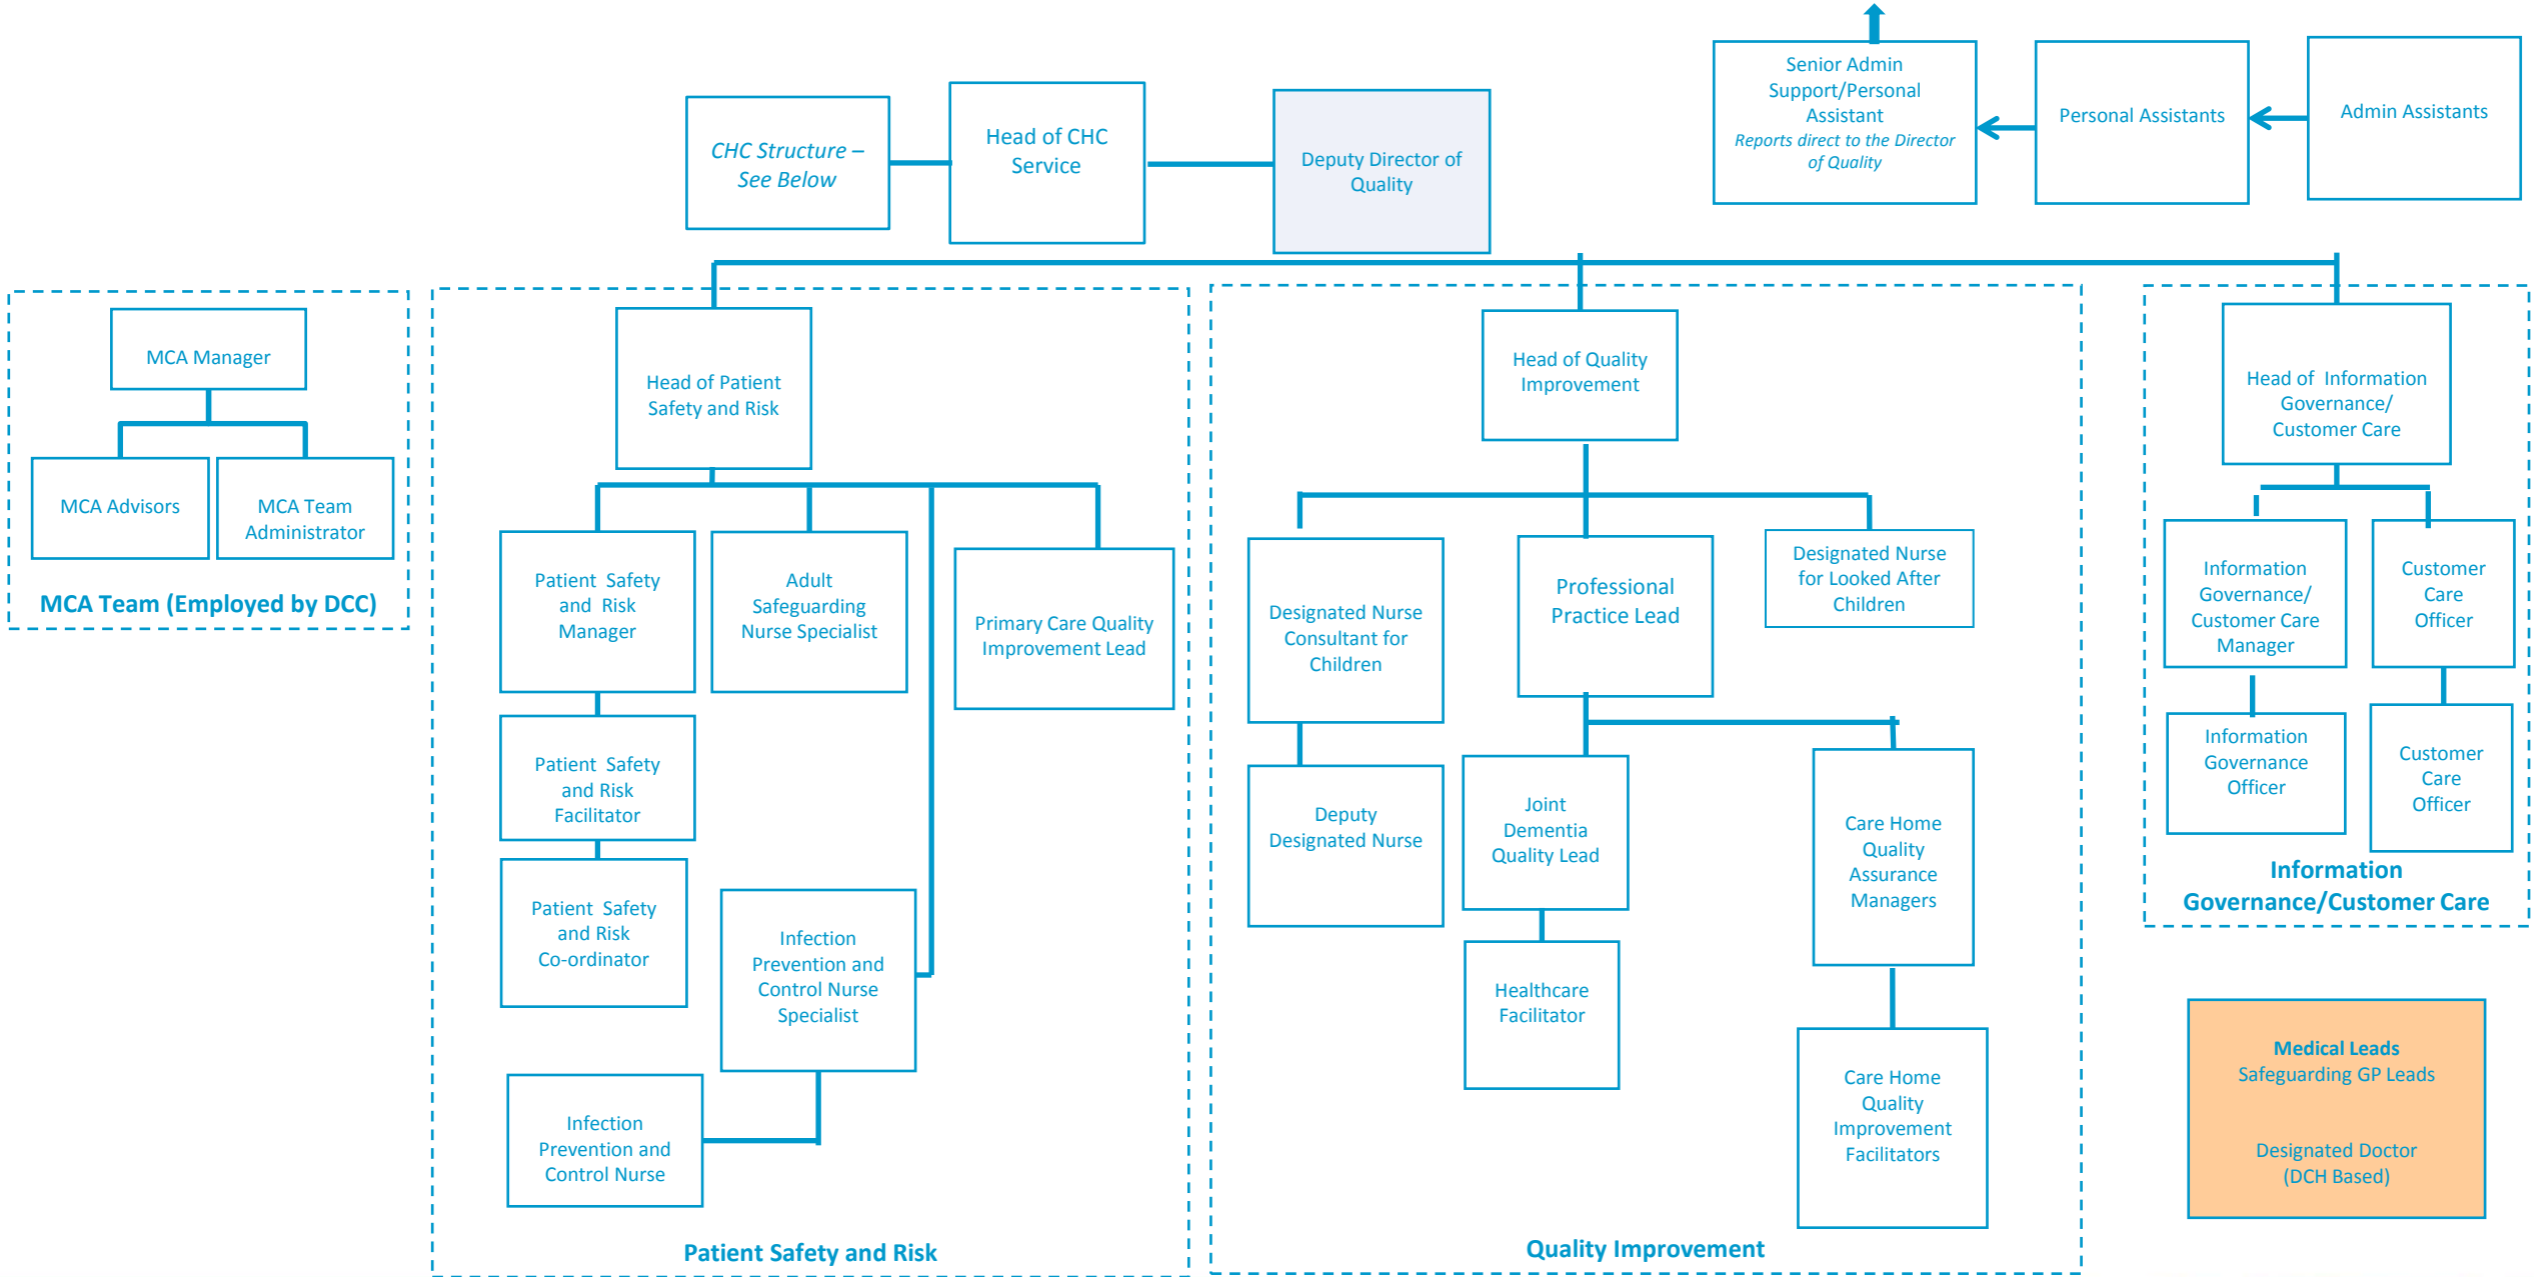 CHC Structure –
See Below
Head of CHC
Service
Deputy Director of
Quality
Senior Admin
Support/Personal
Assistant
Reports direct to the Director
of Quality
Personal Assistants
Admin Assistants
MCA Manager
MCA Advisors
MCA Team
Administrator
MCA Team (Employed by DCC)
Head of Patient
Safety and Risk
Patient Safety
and Risk
Manager
Adult
Safeguarding
Nurse Specialist
Primary Care Quality
Improvement Lead
Patient Safety
and Risk
Facilitator
Patient Safety
and Risk
Co-ordinator
Infection
Prevention and
Control Nurse
Specialist
Infection
Prevention and
Control Nurse
Patient Safety and Risk
Head of Quality
Improvement
Designated Nurse
Consultant for
Children
Professional
Practice Lead
Designated Nurse
for Looked After
Children
Deputy
Designated Nurse
Joint
Dementia
Quality Lead
Care Home
Quality
Assurance
Managers
Healthcare
Facilitator
Care Home
Quality
Improvement
Facilitators
Quality Improvement
Head of Information
Governance/
Customer Care
Information
Governance/
Customer Care
Manager
Customer
Care
Officer
Information
Governance
Officer
Customer
Care
Officer
Information
Governance/Customer Care
Medical Leads
Safeguarding GP Leads
Designated Doctor
(DCH Based)